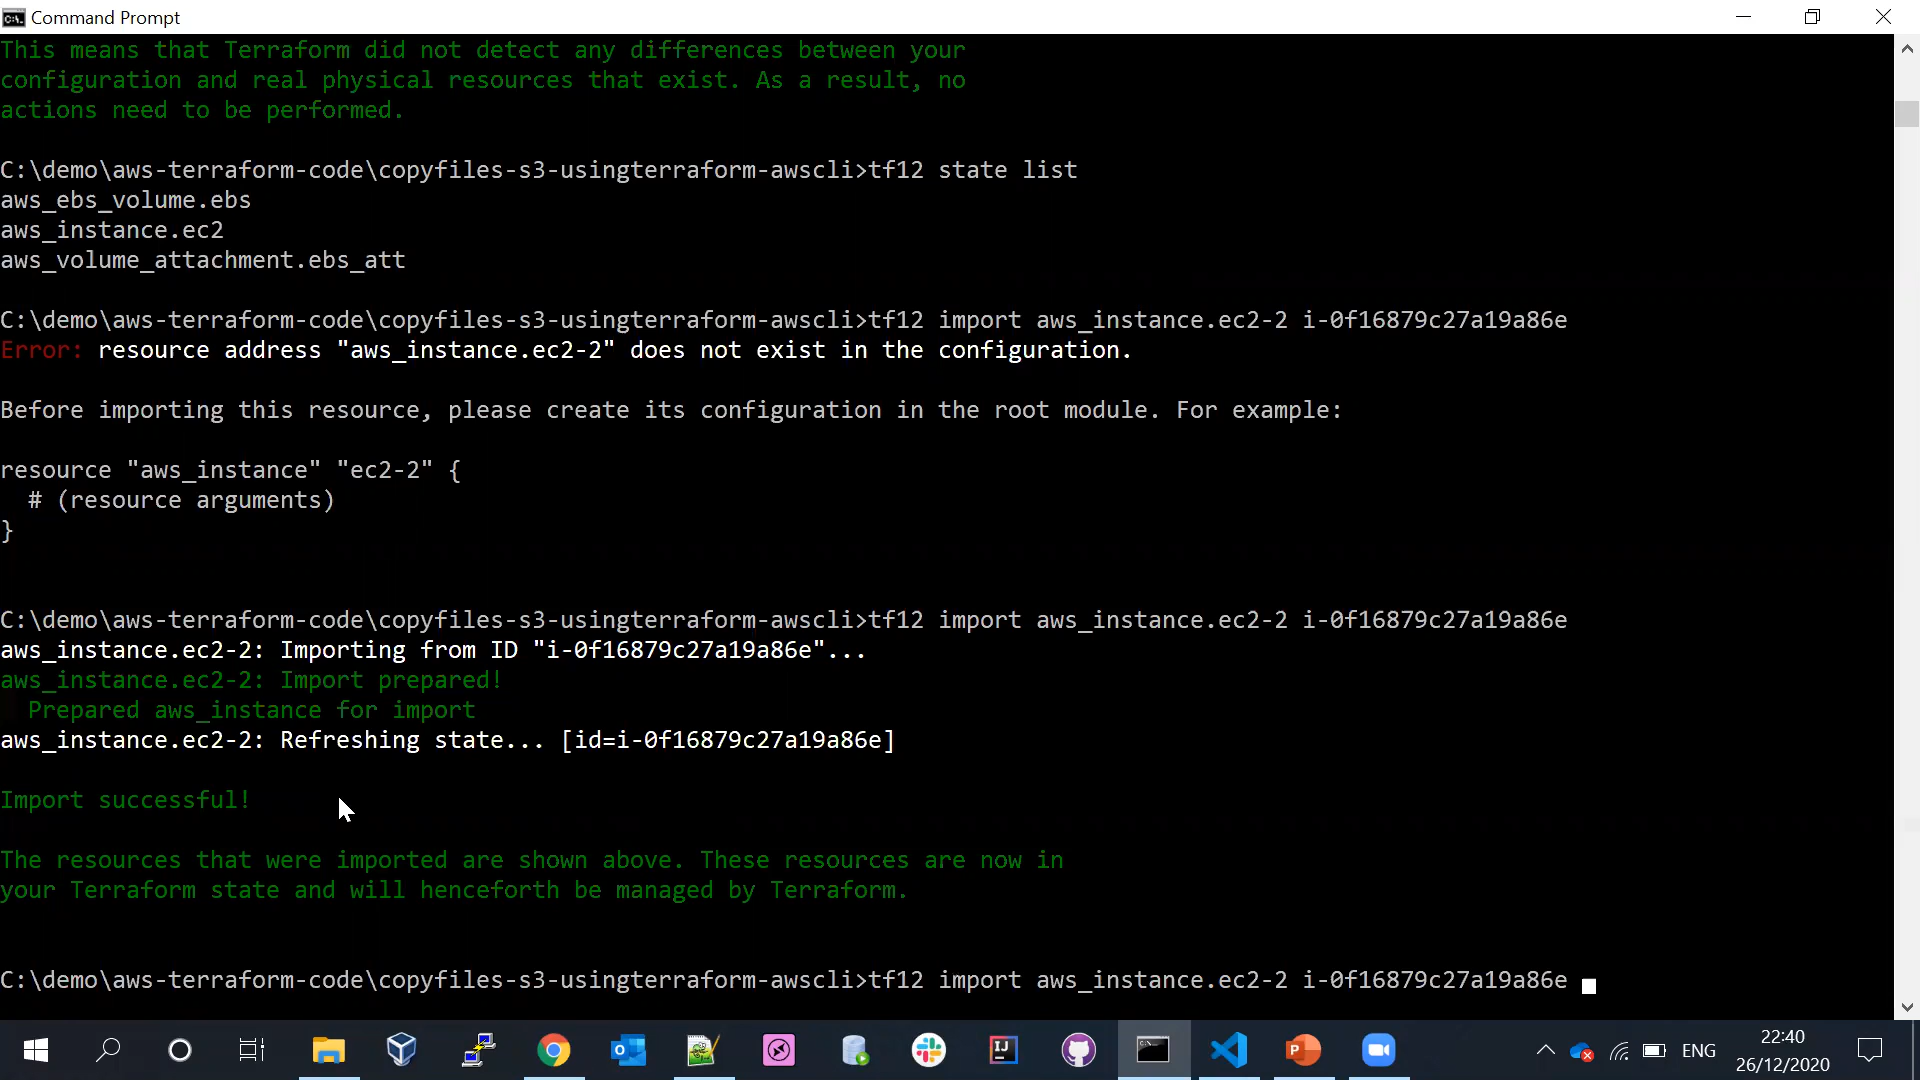 Command Prompt
This means that Terraform did not detect any differences between your
configuration and real physical resources that exist. As a result, no
actions need to be performed.
C:\demo\aws-terraform-code\copyfiles-s3-usingterraform-awscli>tf12 state list
aws_ebs_volume.ebs
aws_instance.ec2
aws_volume_attachment.ebs_att
C:\demo\aws-terraform-code\copyfiles-s3-usingterraform-awscli>tf12 import aws_instance.ec2-2 i-0f16879c27a19a86e
Error: resource address "aws_instance.ec2-2" does not exist in the configuration.
Before importing this resource, please create its configuration in the root module. For example:
resource "aws_instance" "ec2-2" {
  # (resource arguments)
}
C:\demo\aws-terraform-code\copyfiles-s3-usingterraform-awscli>tf12 import aws_instance.ec2-2 i-0f16879c27a19a86e
aws_instance.ec2-2: Importing from ID "i-0f16879c27a19a86e"...
aws_instance.ec2-2: Import prepared!
  Prepared aws_instance for import
aws_instance.ec2-2: Refreshing state... [id=i-0f16879c27a19a86e]
Import successful!
The resources that were imported are shown above. These resources are now in
your Terraform state and will henceforth be managed by Terraform.
C:\demo\aws-terraform-code\copyfiles-s3-usingterraform-awscli>tf12 import aws_instance.ec2-2 i-0f16879c27a19a86e
ENG
22:40
26/12/2020